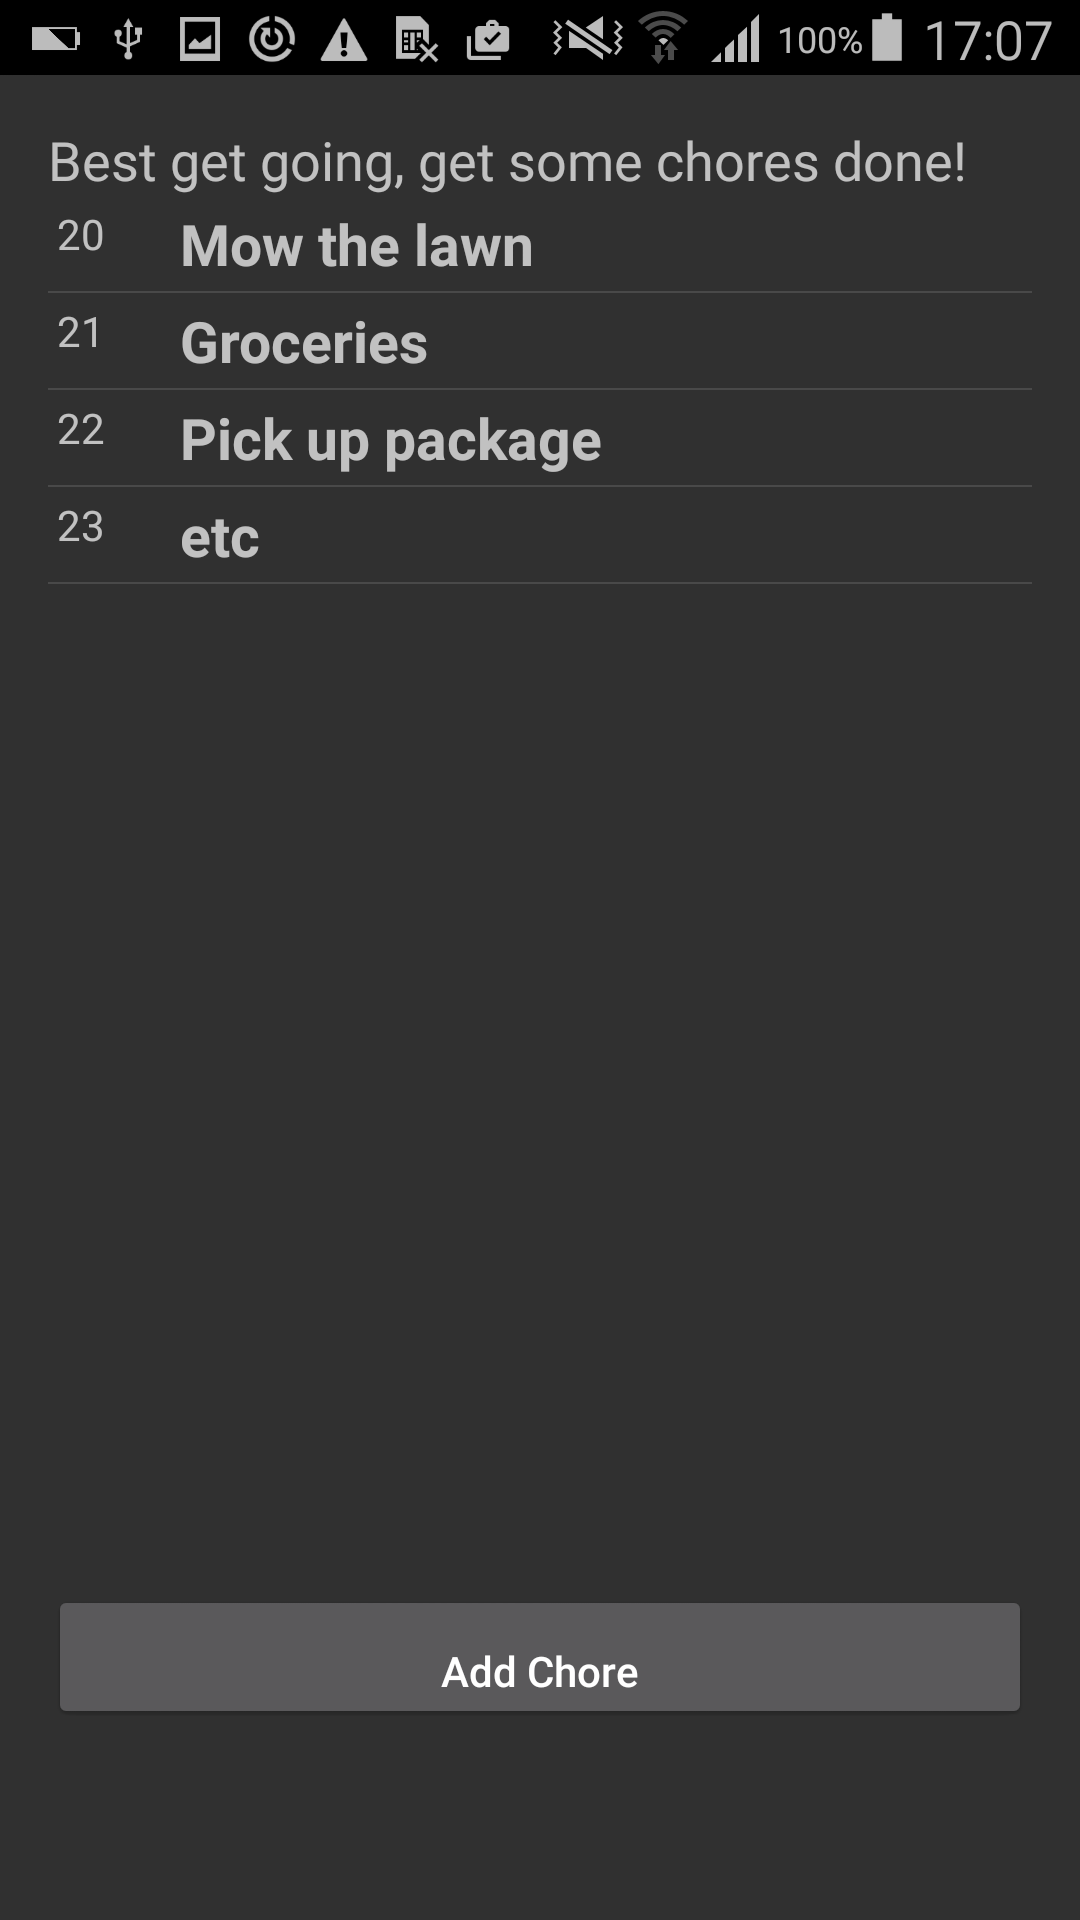 100% 17:07
Best get going, get some chores done!
20 Mow the lawn
21 Groceries
22 Pick up package
23 etc
Add Chore